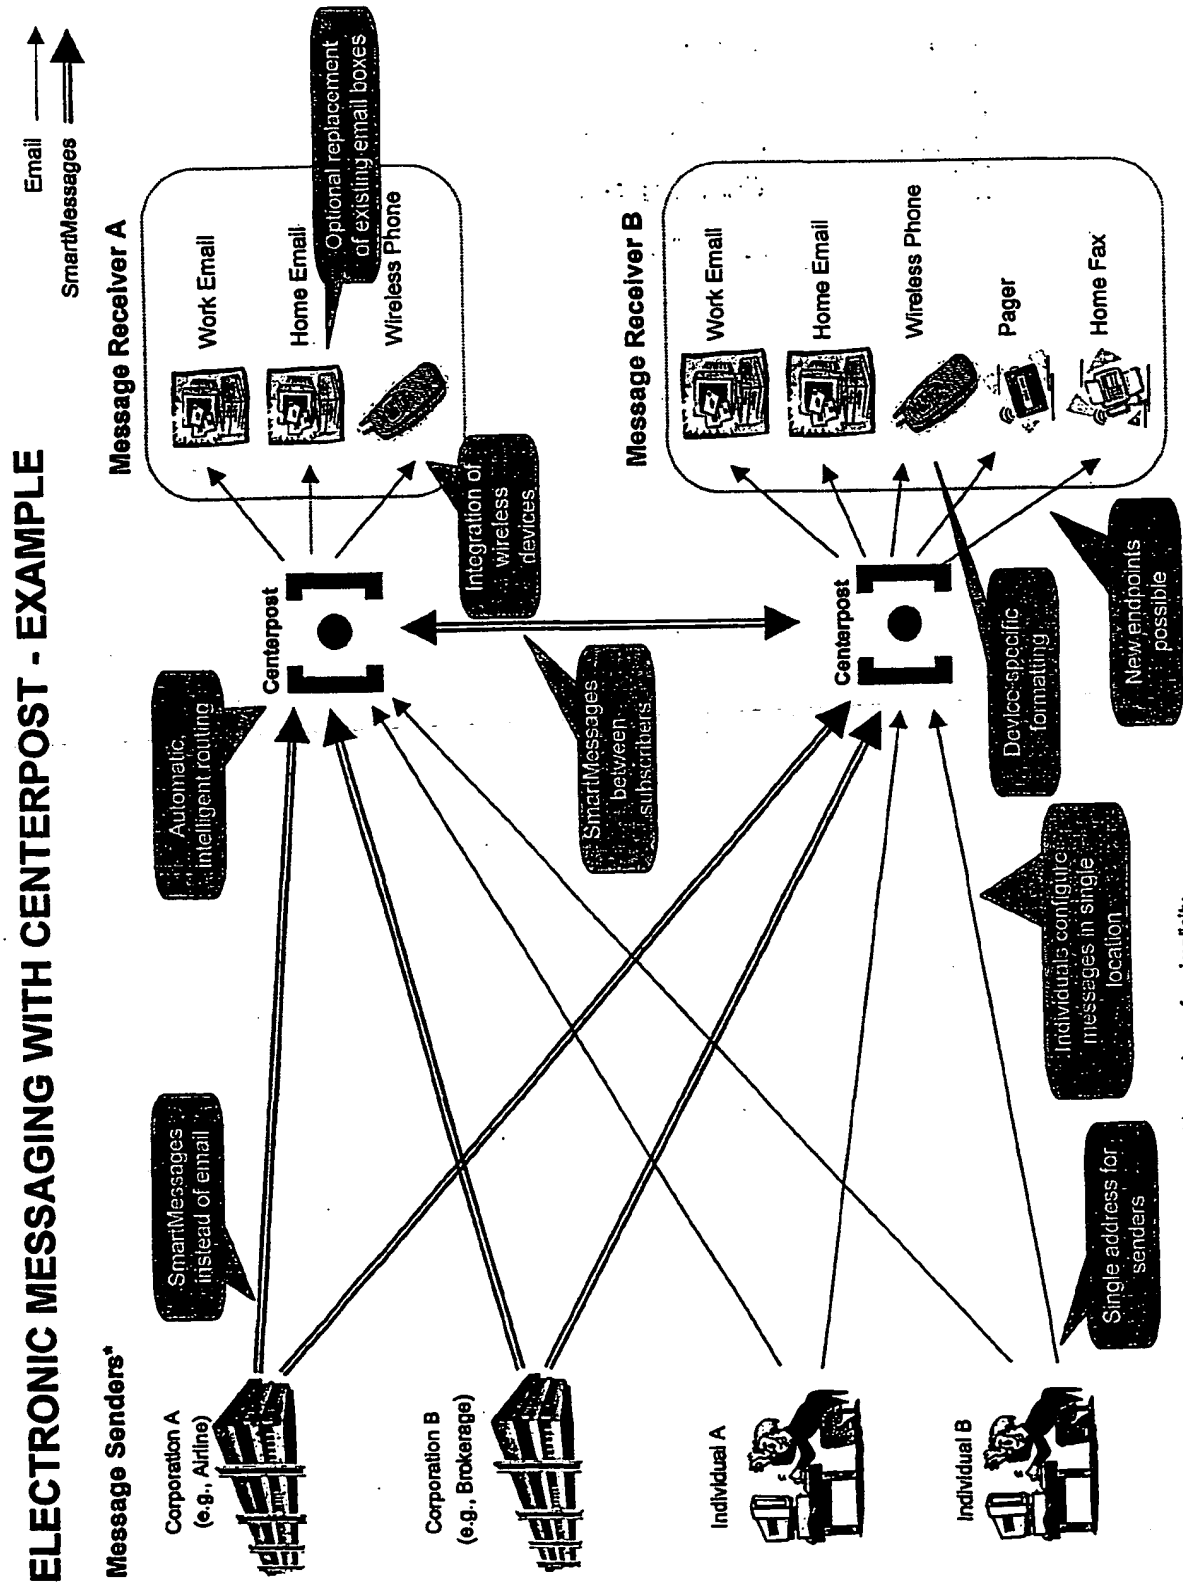 ELECTRONIC MESSAGING WITH CENTERPOST - EXAMPLE
Email
SmartMessages
Message Senders*
Corporation A
(e.g., Airline)
Corporation B
(e.g., Brokerage)
Individual A
Individual B
SmartMessages
instead of email
Single address for
senders
Individuals configure
messages in single
location
Automatic,
intelligent routing
Centerpost
SmartMessages
between
subscribers
Centerpost
Device-specific
formatting
New endpoints
possible
Integration of
wireless
devices
Message Receiver A
Work Email
Home Email
Wireless Phone
Optional replacement
of existing email boxes
Message Receiver B
Work Email
Home Email
Wireless Phone
Pager
Home Fax